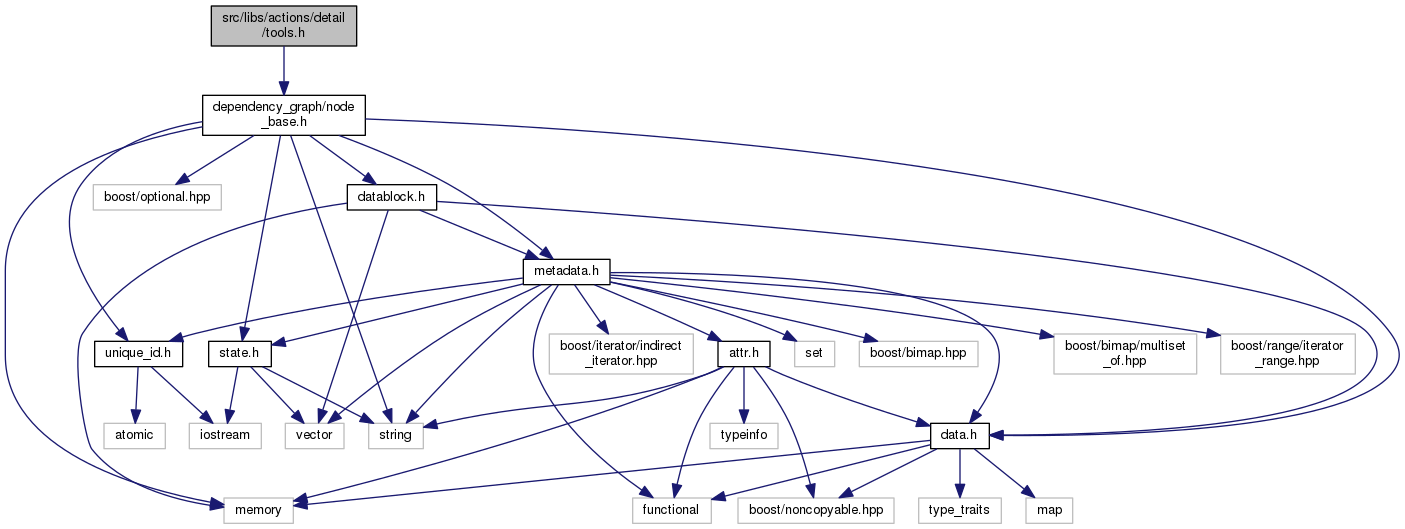 src/libs/actions/detail
/tools.h
dependency_graph/node
_base.h
boost/optional.hpp
datablock.h
metadata.h
unique_id.h
state.h
boost/iterator/indirect
_iterator.hpp
attr.h
set
boost/bimap.hpp
boost/bimap/multiset
_of.hpp
boost/range/iterator
_range.hpp
atomic
iostream
vector
string
typeinfo
data.h
memory
functional
boost/noncopyable.hpp
type_traits
map